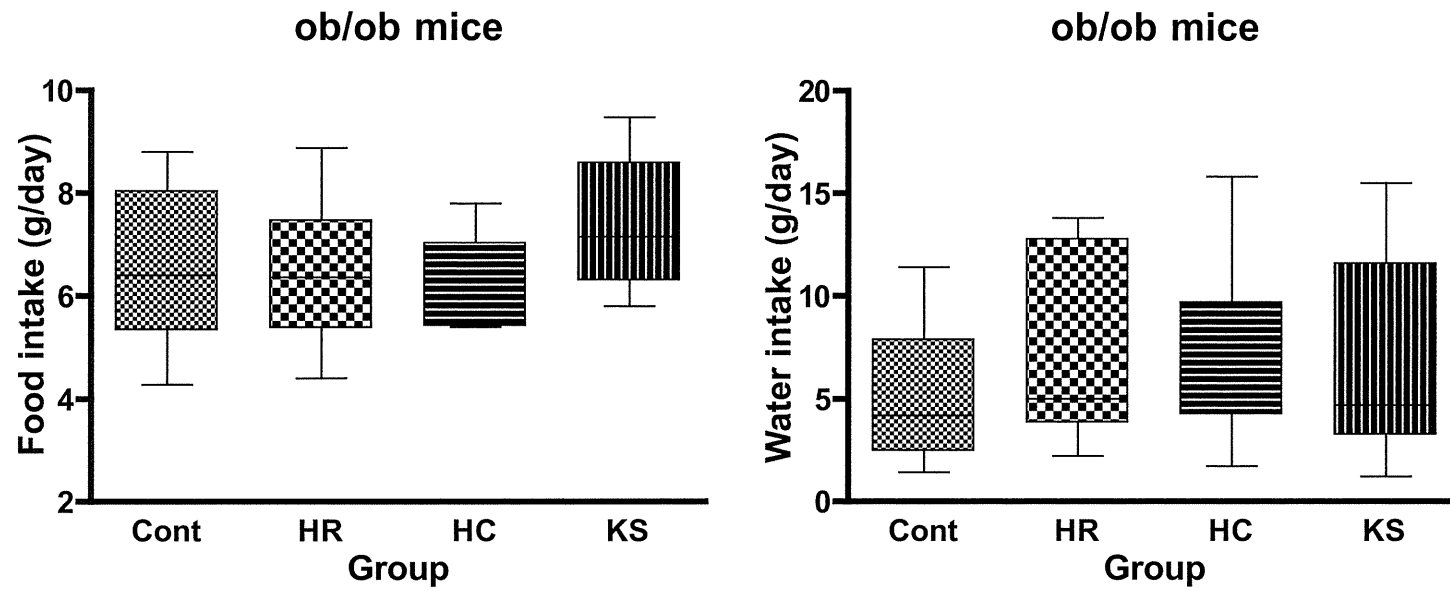 ob/ob mice
10
8
6
4
2
Food intake (g/day)
Cont HR HC KS
Group
ob/ob mice
20
15
10
5
0
Water intake (g/day)
Cont HR HC KS
Group